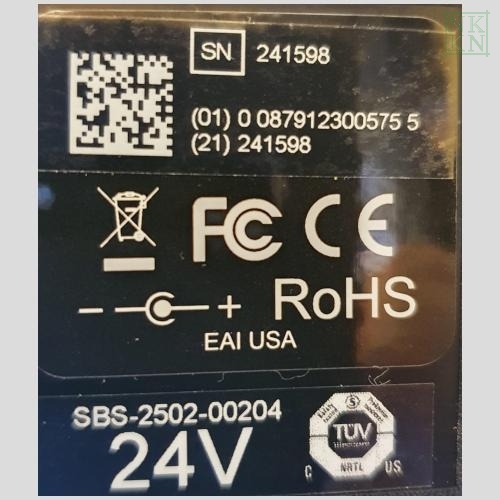 SN 241598
(01) 0 087912300575 5
(21) 241598
FC CE
- + RoHS
EAI USA
SBS-2502-00204
24V
TÜV
C NRTL US